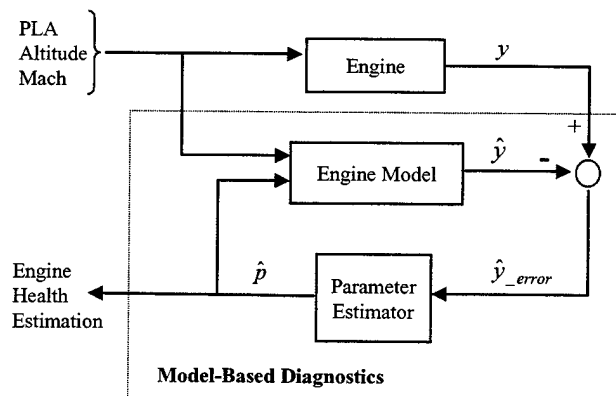 PLA
Altitude
Mach
Engine
y
+
Engine Model
ŷ
-
Engine
Health
Estimation
p̂
Parameter
Estimator
ŷ_error
Model-Based Diagnostics